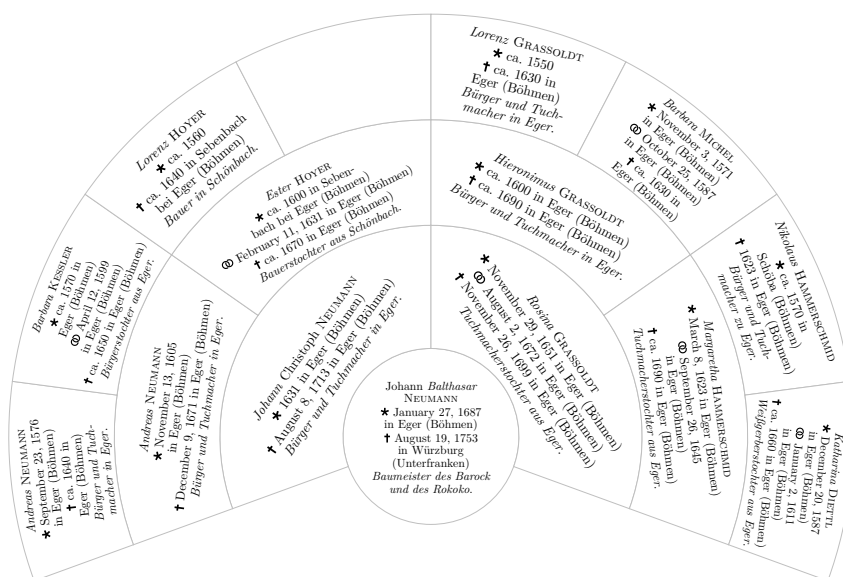 Johann Balthasar
NEUMANN
* January 27, 1687
in Eger (Böhmen)
† August 19, 1753
in Würzburg
(Unterfranken)
Baumeister des Barock
und des Rokoko.
Johann Christoph NEUMANN
* 1631 in Eger (Böhmen)
† August 8, 1713 in Eger (Böhmen)
Bürger und Tuchmacher in Eger.
Rosina GRASSOLDT
* November 29, 1651 in Eger (Böhmen)
⚭ August 2, 1672 in Eger (Böhmen)
† November 26, 1699 in Eger (Böhmen)
Tuchmacherstochter aus Eger.
Andreas NEUMANN
* November 13, 1605
in Eger (Böhmen)
† December 9, 1671 in Eger (Böhmen)
Bürger und Tuchmacher in Eger.
Ester HOYER
* ca. 1600 in Seben-
bach bei Eger (Böhmen)
⚭ February 11, 1631 in Eger (Böhmen)
† ca. 1670 in Eger (Böhmen)
Bauerstochter aus Schönbach.
Hieronimus GRASSOLDT
* ca. 1600 in Eger (Böhmen)
† ca. 1690 in Eger (Böhmen)
Bürger und Tuchmacher in Eger.
Margaretha HAMMERSCHMID
* March 8, 1623 in Eger (Böhmen)
⚭ September 26, 1645
in Eger (Böhmen)
† ca. 1690 in Eger (Böhmen)
Tuchmacherstochter aus Eger.
Andreas NEUMANN
* September 23, 1576
in Eger (Böhmen)
† ca. 1640 in
Eger (Böhmen)
Bürger und Tuch-
macher in Eger.
Barbara KESSLER
* ca. 1570 in
Eger (Böhmen)
⚭ April 12, 1599
in Eger (Böhmen)
† ca. 1650 in Eger (Böhmen)
Bürgerstochter aus Eger.
Lorenz HOYER
* ca. 1560
† ca. 1640 in Sebenbach
bei Eger (Böhmen)
Bauer in Schönbach.
Lorenz GRASSOLDT
* ca. 1550
† ca. 1630 in
Eger (Böhmen)
Bürger und Tuch-
macher in Eger.
Barbara MICHEL
* November 3, 1571
in Eger (Böhmen)
⚭ October 25, 1587
in Eger (Böhmen)
† ca. 1630 in
Eger (Böhmen)
Nikolaus HAMMERSCHMID
* ca. 1570 in
Schöba (Böhmen)
† 1623 in Eger (Böhmen)
Bürger und Tuch-
macher zu Eger.
Katharina DIETTL
* December 20, 1587
in Eger (Böhmen)
⚭ January 2, 1611
in Eger (Böhmen)
† ca. 1660 in Eger (Böhmen)
Weißgerberstochter aus Eger.